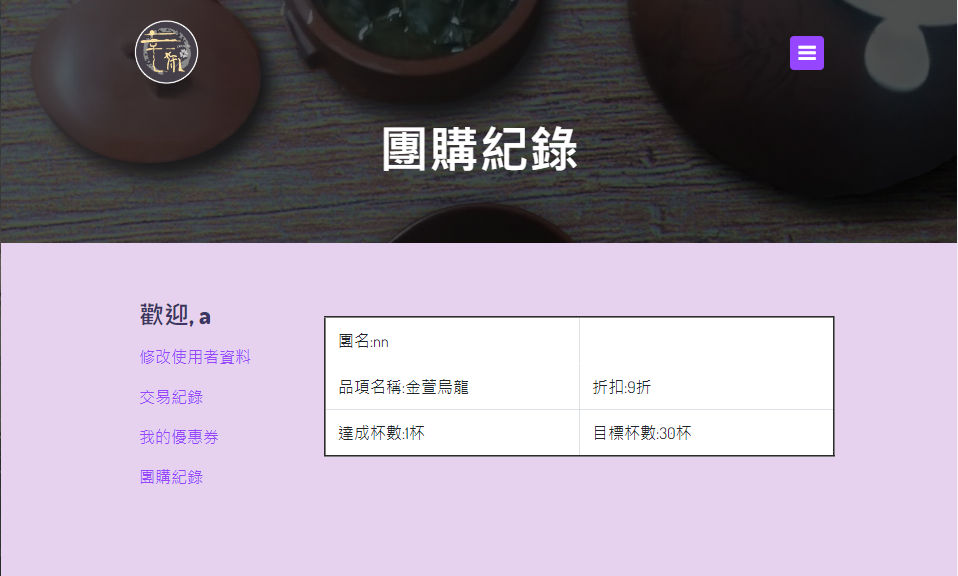 團購紀錄
歡迎, a
修改使用者資料
交易紀錄
我的優惠券
團購紀錄
團名:nn
品項名稱:金萱烏龍
折扣:9折
達成杯數:1杯
目標杯數:30杯